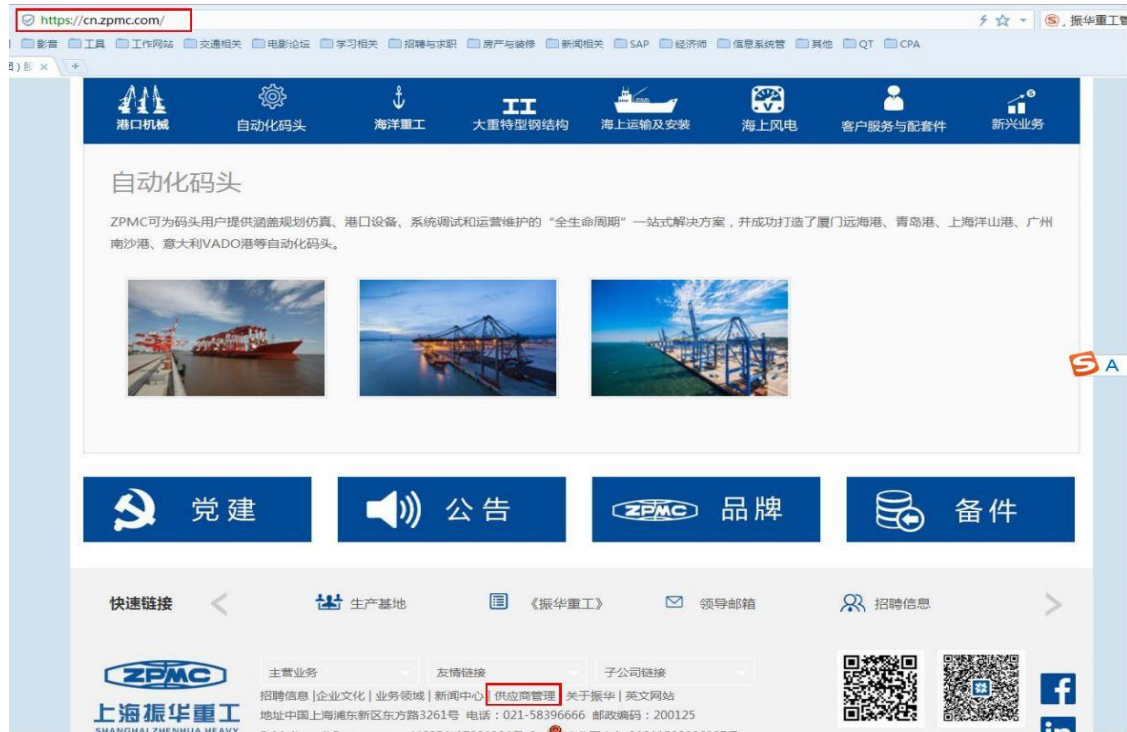 https://cn.zpmc.com/
振华重工管
影音 工具 工作网站 交通相关 电影论坛 学习相关 招聘与求职 房产与装修 新闻相关 SAP 经济师 信息系统管 其他 QT CPA
港口机械 自动化码头 海洋重工 大重特型钢结构 海上运输及安装 海上风电 客户服务与配套件 新兴业务
自动化码头
ZPMC可为码头用户提供涵盖规划仿真、港口设备、系统调试和运营维护的“全生命周期”一站式解决方案，并成功打造了厦门远海港、青岛港、上海洋山港、广州
南沙港、意大利VADO港等自动化码头。
A
党建 公告 ZPMC 品牌 备件
快速链接 生产基地 《振华重工》 领导邮箱 招聘信息
主营业务 友情链接 子公司链接
ZPMC
招聘信息 |企业文化 | 业务领域 | 新闻中心 | 供应商管理 | 关于振华 | 英文网站
上海振华重工
地址中国上海浦东新区东方路3261号 电话：021-58396666 邮政编码：200125
SHANGHAI ZHENHUA HEAVY